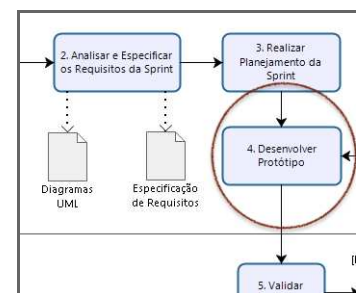 2. Analisar e Especificar
os Requisitos da Sprint
3. Realizar
Planejamento da
Sprint
4. Desenvolver
Protótipo
Diagramas
UML
Especificação
de Requisitos
5. Validar